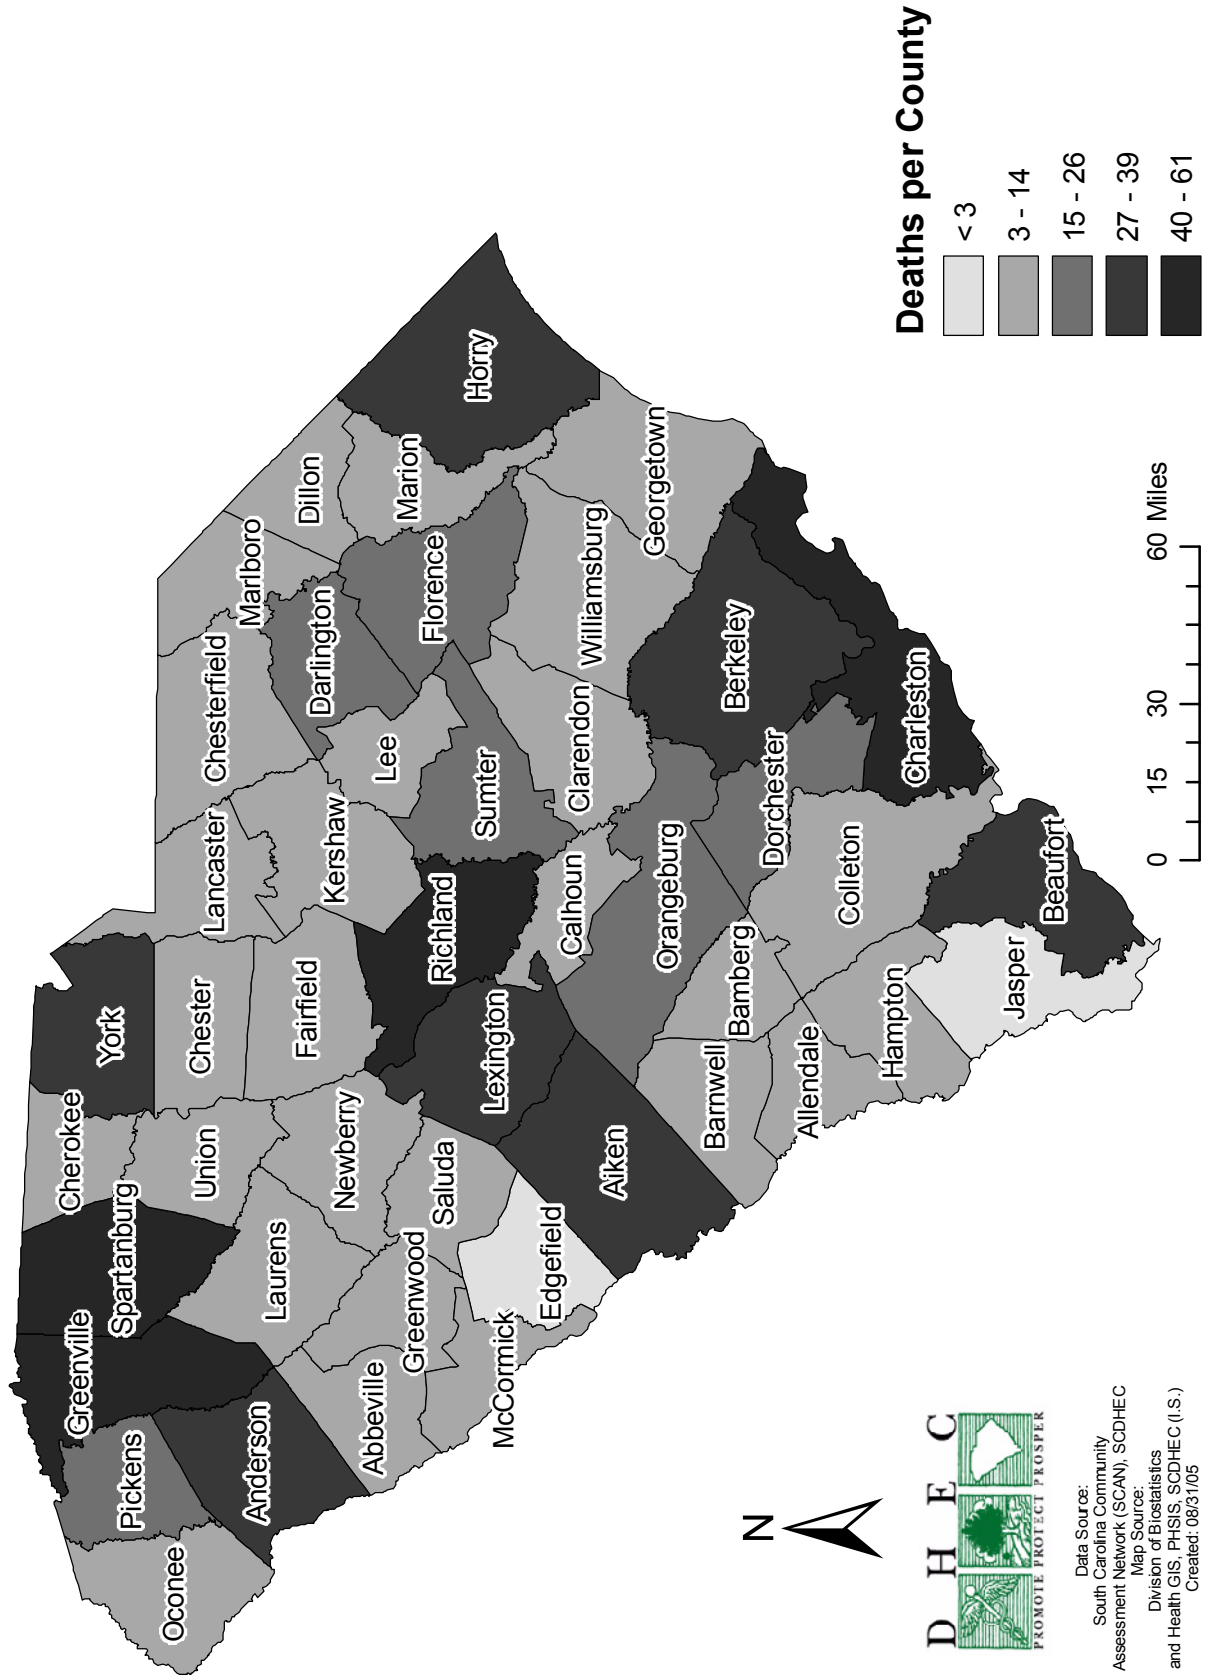 Oconee
Pickens
Greenville
Spartanburg
Cherokee
York
Anderson
Laurens
Union
Chester
Lancaster
Chesterfield
Marlboro
Dillon
Abbeville
Greenwood
Newberry
Fairfield
Kershaw
Darlington
Lee
Florence
Marion
Horry
McCormick
Saluda
Edgefield
Lexington
Richland
Sumter
Aiken
Calhoun
Clarendon
Williamsburg
Georgetown
Barnwell
Bamberg
Orangeburg
Dorchester
Berkeley
Allendale
Hampton
Colleton
Charleston
Jasper
Beaufort
N
D H E C
PROMOTE PROTECT PROSPER
Data Source:
South Carolina Community
Assessment Network (SCAN), SCDHEC
Map Source:
Division of Biostatistics
and Health GIS, PHSIS, SCDHEC (I.S.)
Created: 08/31/05
0 15 30 60 Miles
Deaths per County
< 3
3 - 14
15 - 26
27 - 39
40 - 61